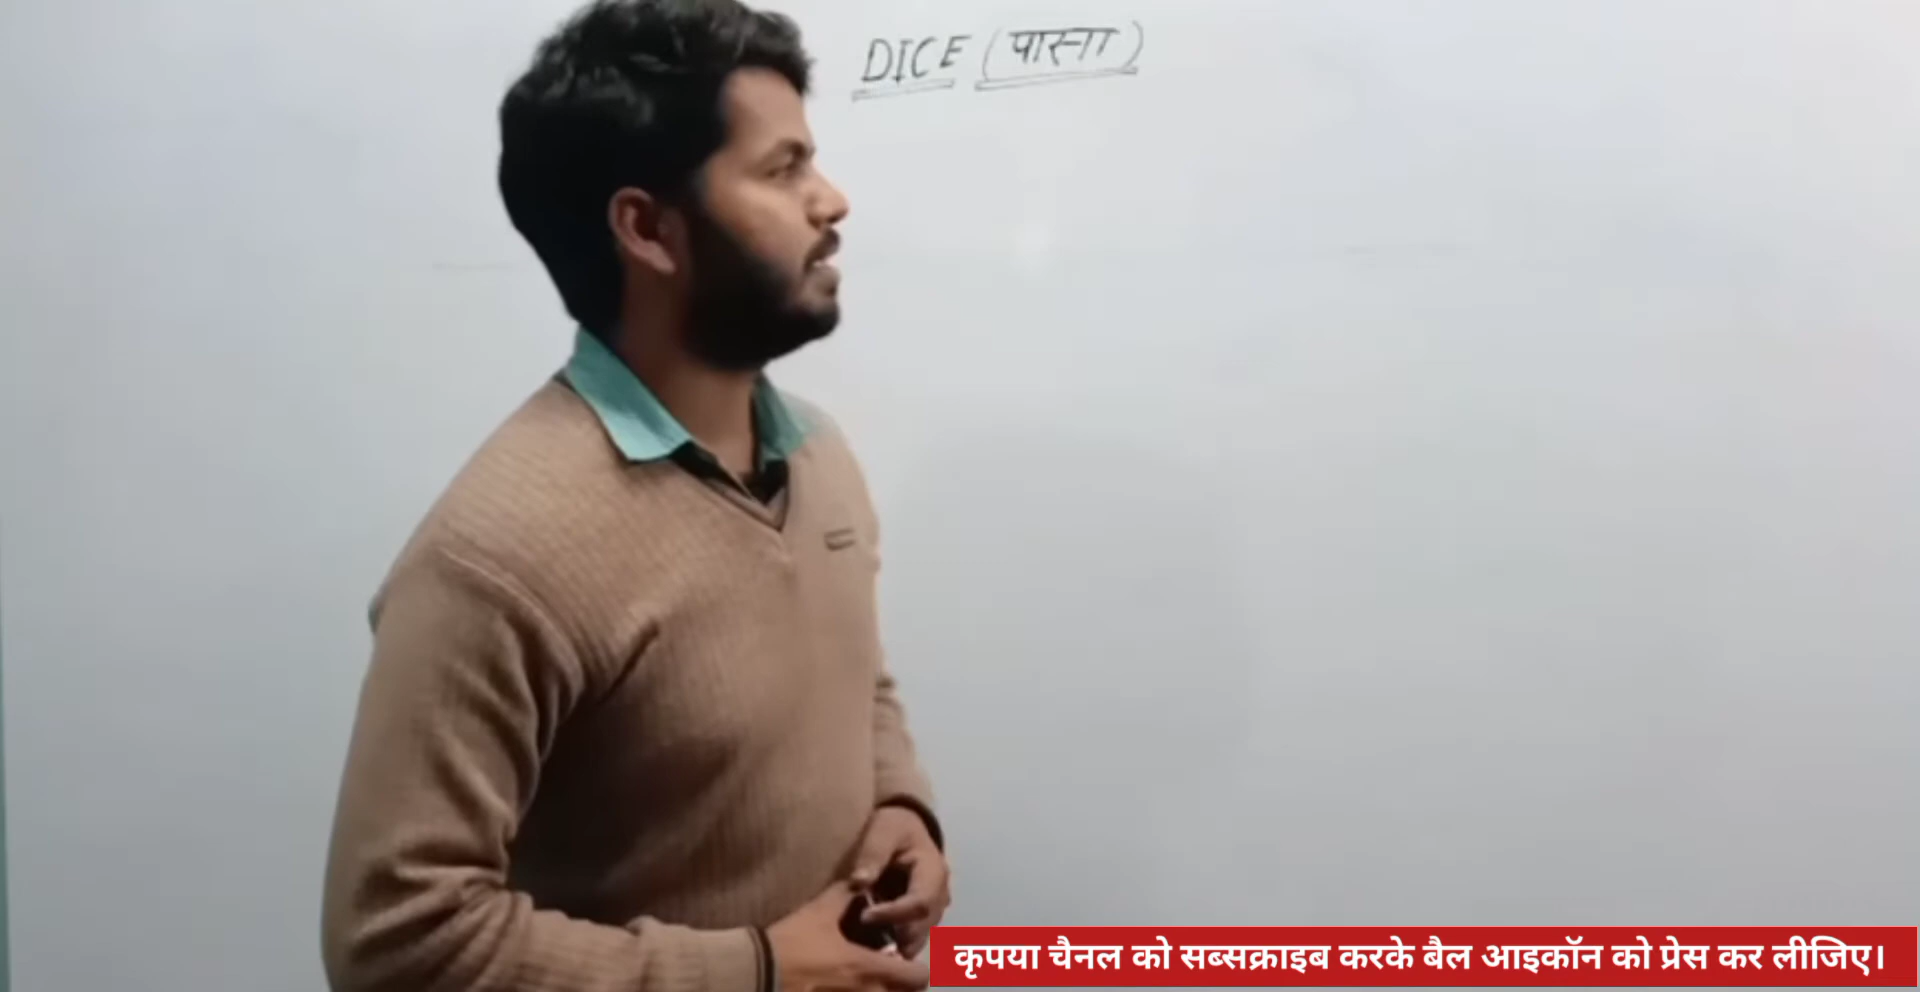 DICE (पासा)
कृपया चैनल को सब्सक्राइब करके बैल आइकॉन को प्रेस कर लीजिए।